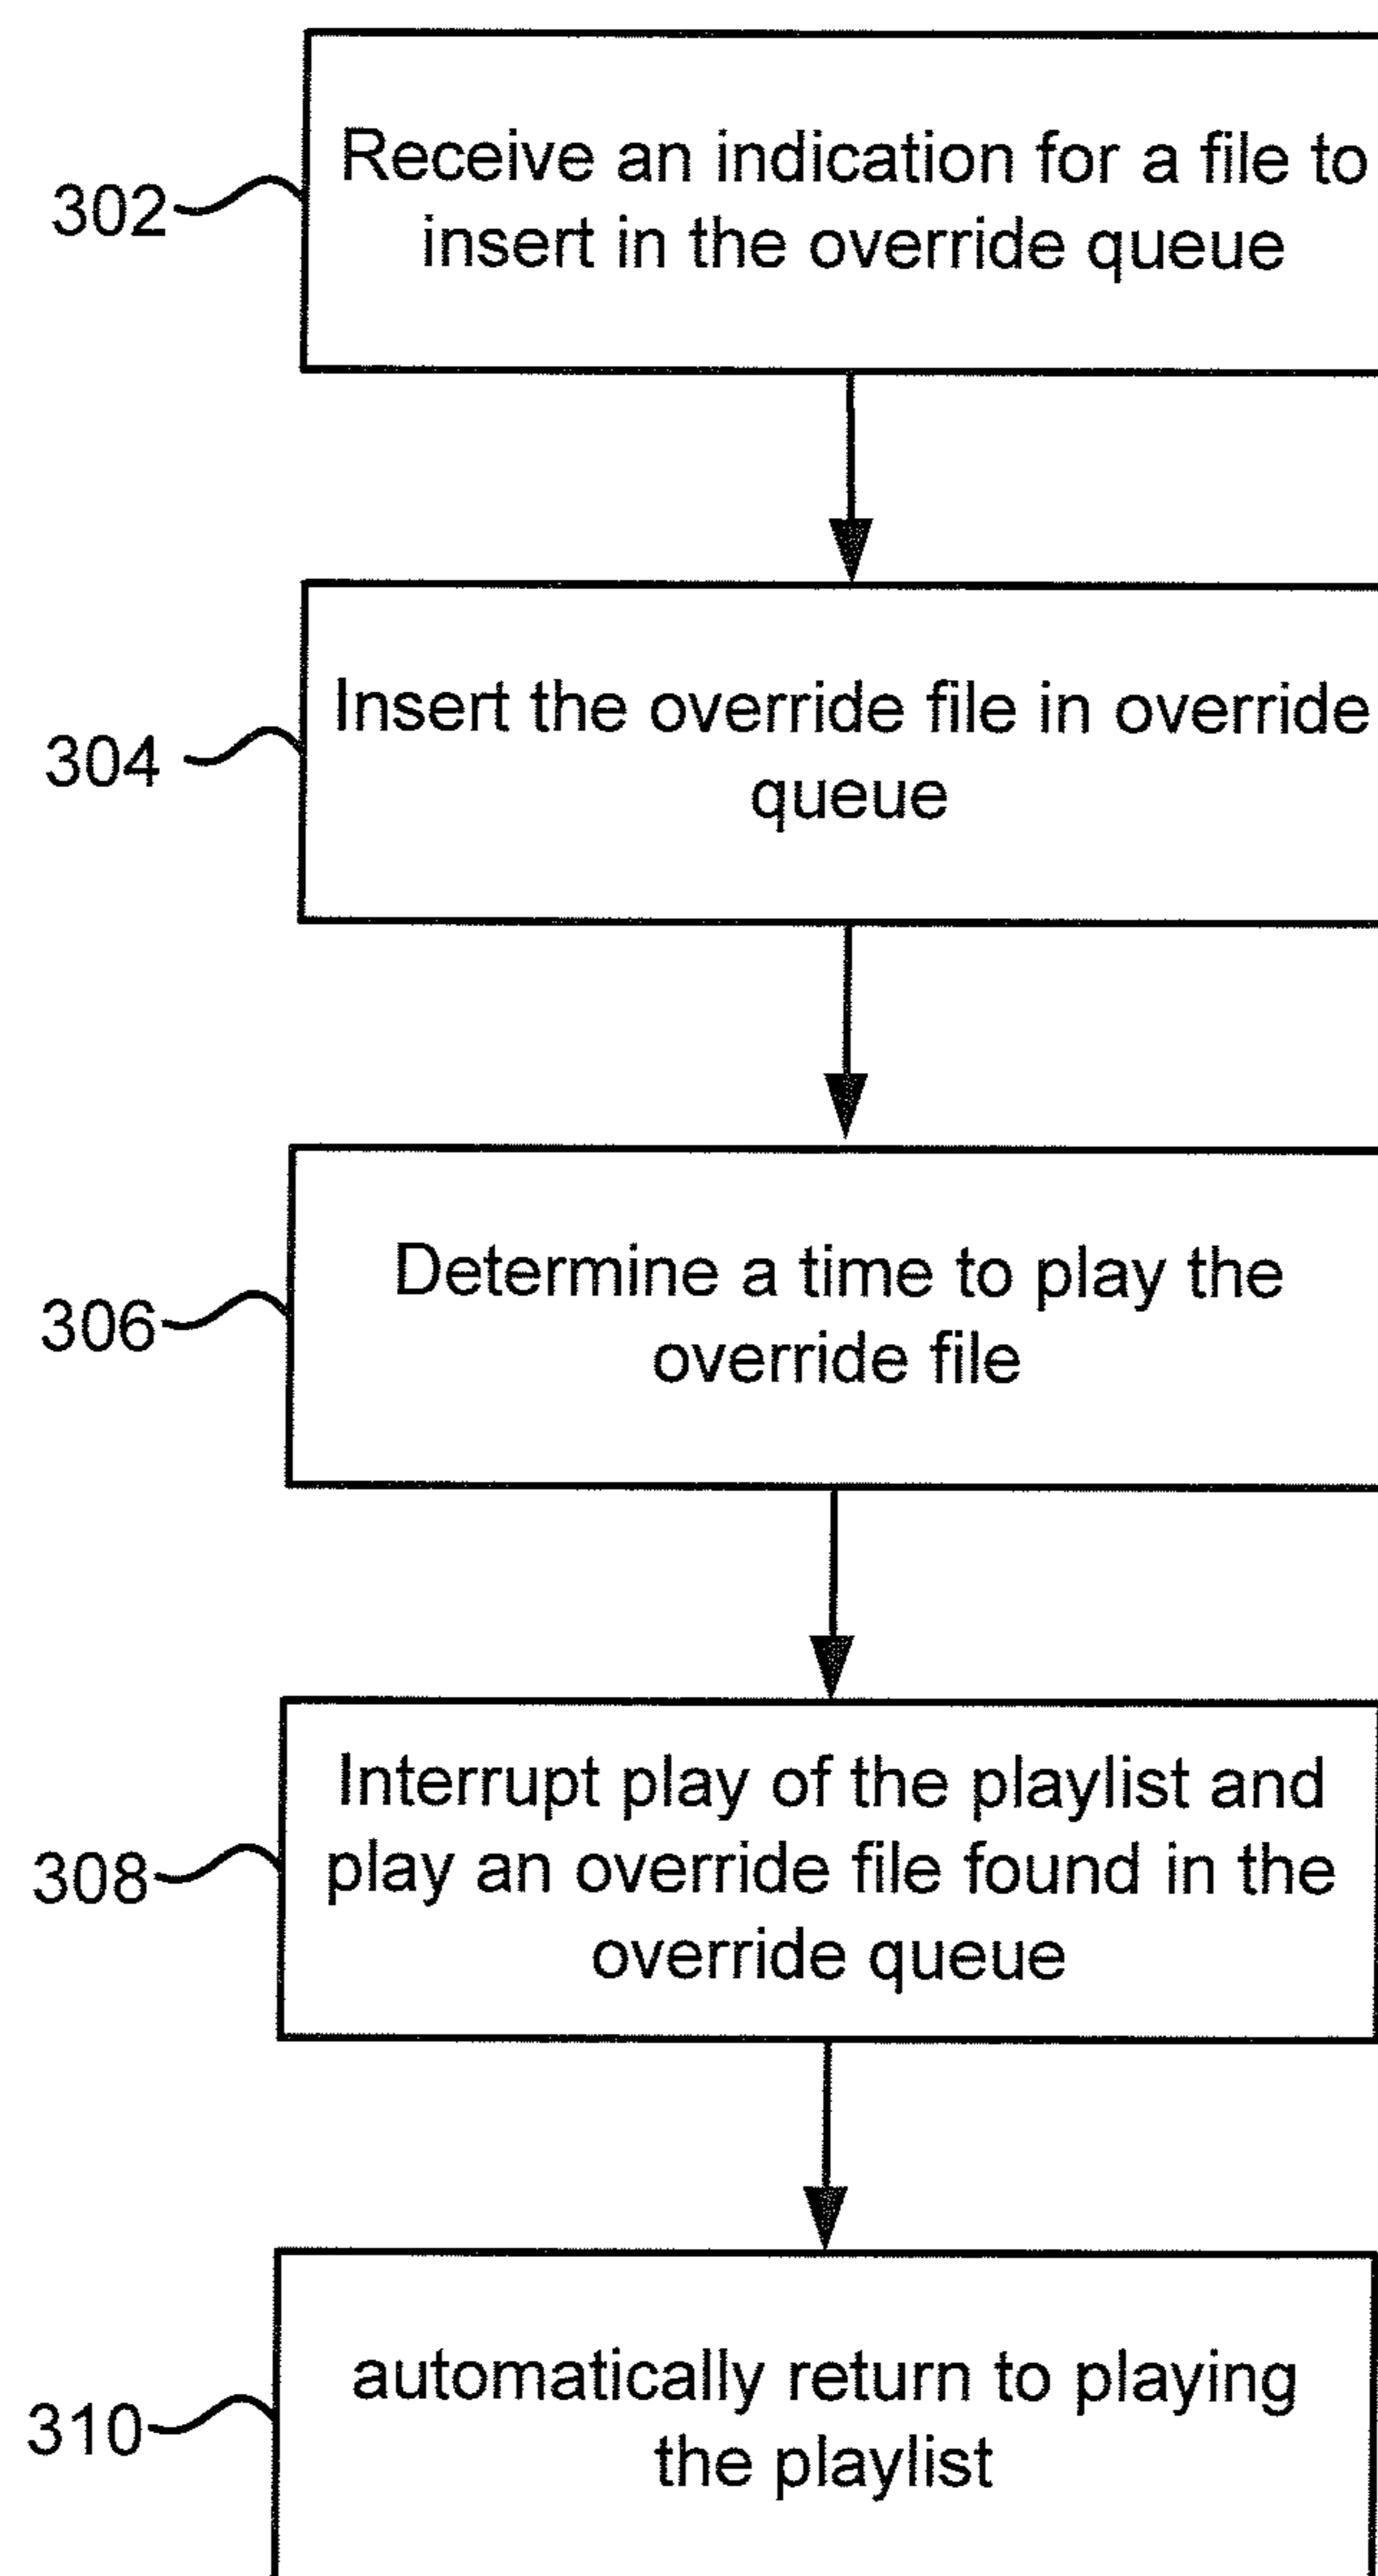 302
Receive an indication for a file to
insert in the override queue
304
Insert the override file in override
queue
306
Determine a time to play the
override file
308
Interrupt play of the playlist and
play an override file found in the
override queue
310
automatically return to playing
the playlist